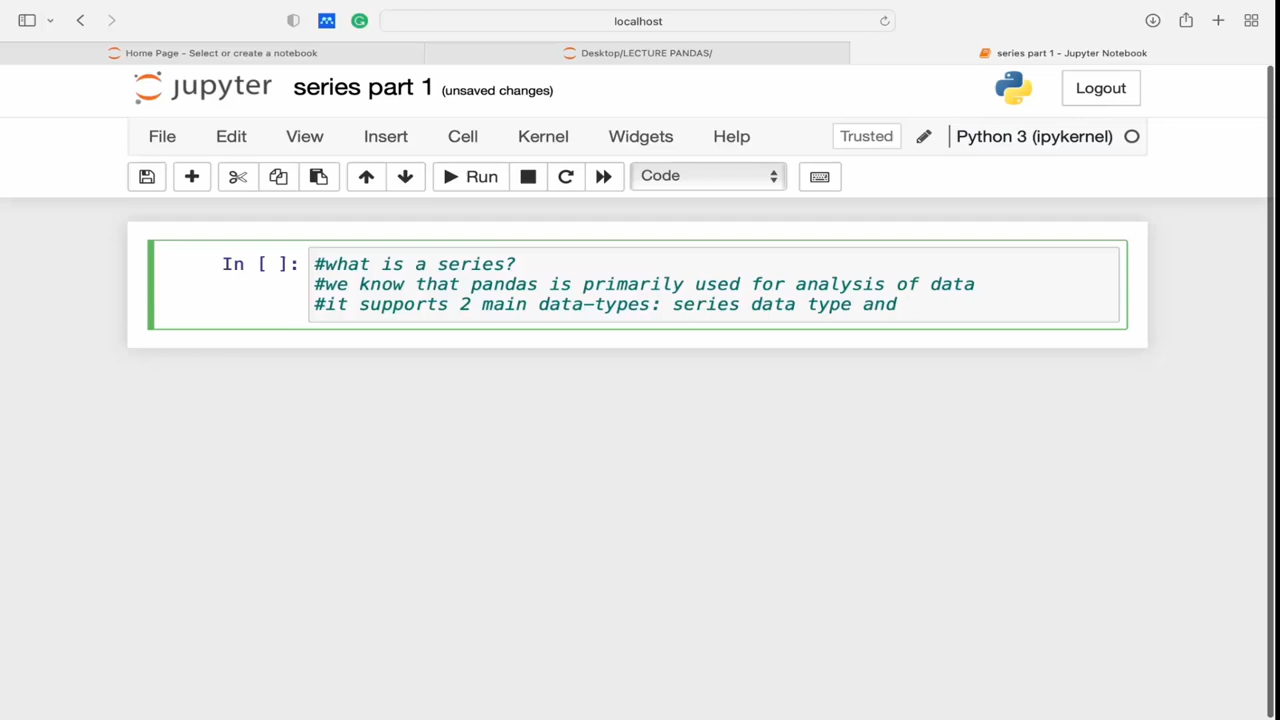 localhost
Home Page - Select or create a notebook
Desktop/LECTURE PANDAS/
series part 1 - Jupyter Notebook
jupyter series part 1 (unsaved changes)
Logout
File Edit View Insert Cell Kernel Widgets Help Trusted Python 3 (ipykernel)
Run Code
In [ ]: #what is a series?
#we know that pandas is primarily used for analysis of data
#it supports 2 main data-types: series data type and